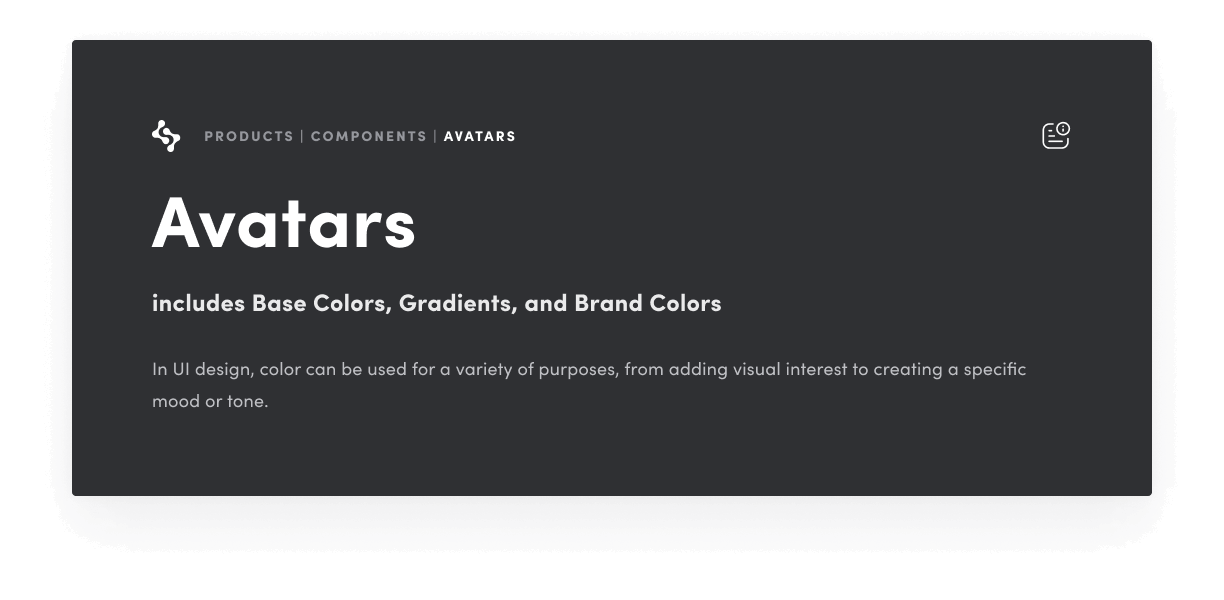 PRODUCTS | COMPONENTS | AVATARS
Avatars
includes Base Colors, Gradients, and Brand Colors
In UI design, color can be used for a variety of purposes, from adding visual interest to creating a specific
mood or tone.